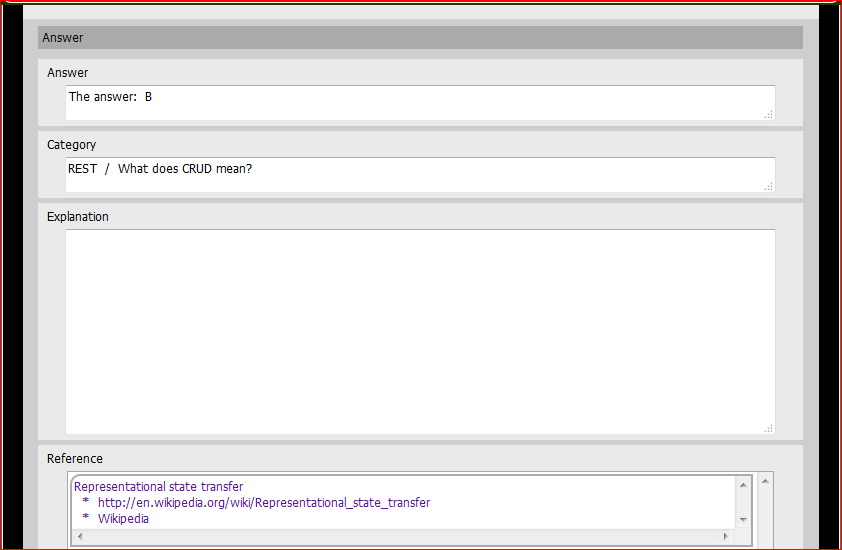 Answer
Answer
The answer:  B
Category
REST  /  What does CRUD mean?
Explanation
Reference
Representational state transfer
*  http://en.wikipedia.org/wiki/Representational_state_transfer
*  Wikipedia